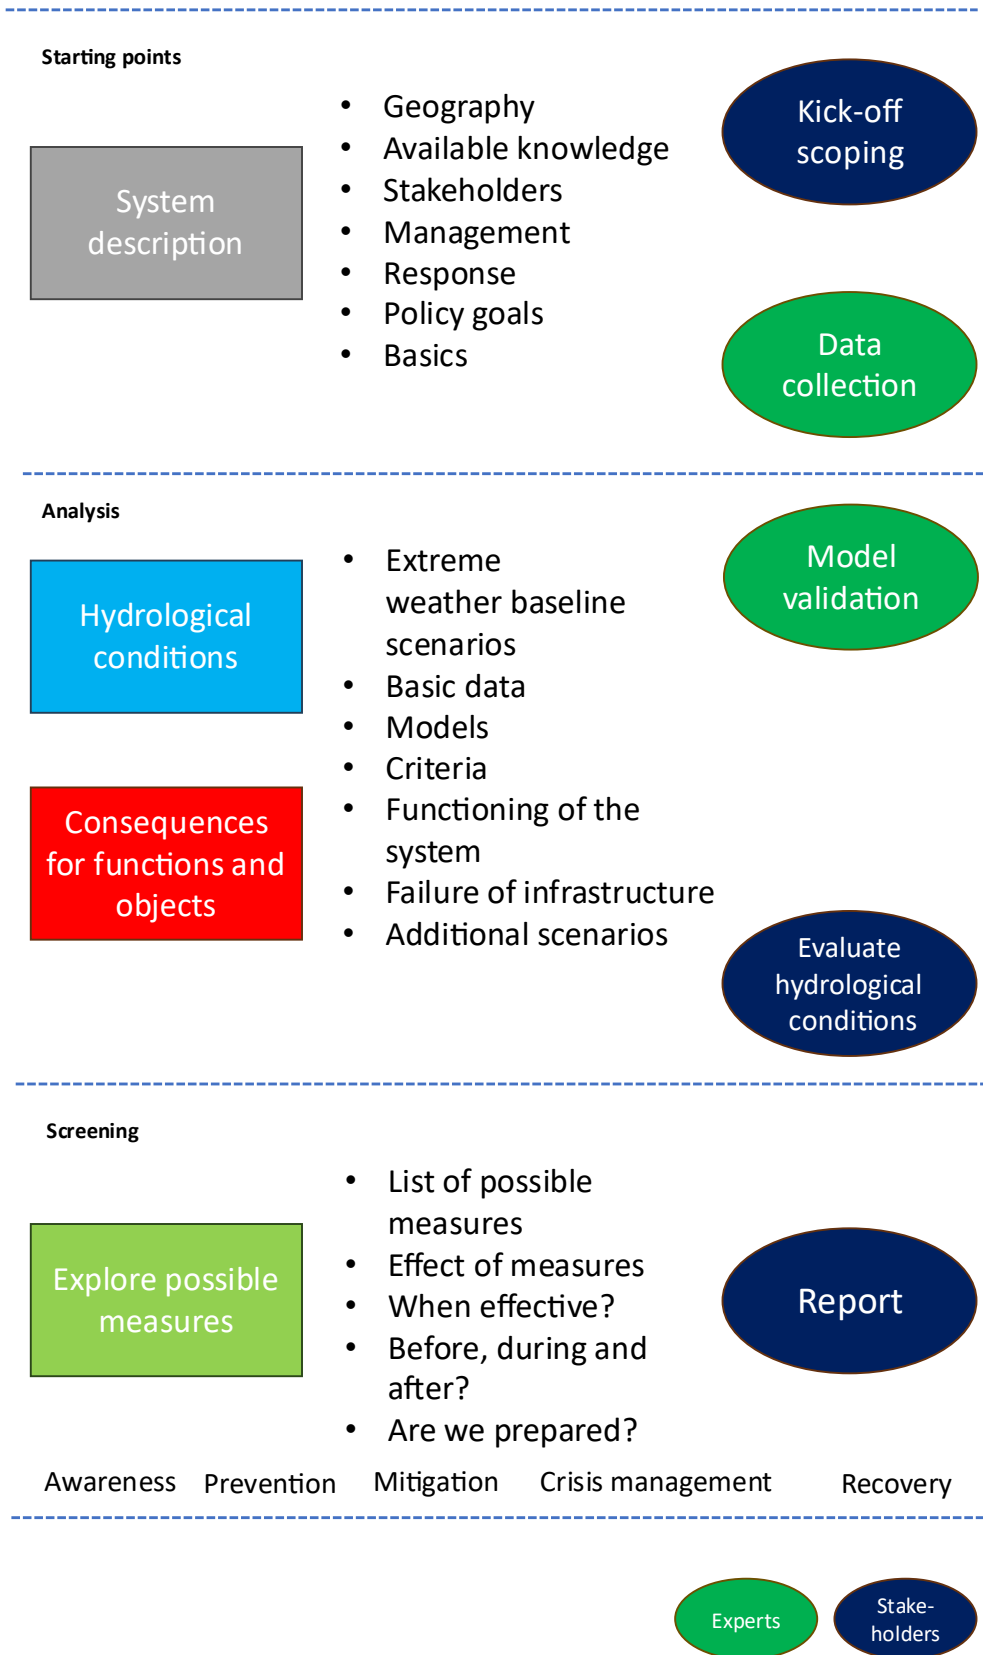 Starting points
System
description
• Geography
• Available knowledge
• Stakeholders
• Management
• Response
• Policy goals
• Basics
Kick-off
scoping
Data
collection
Analysis
Hydrological
conditions
Consequences
for functions and
objects
• Extreme
weather baseline
scenarios
• Basic data
• Models
• Criteria
• Functioning of the
system
• Failure of infrastructure
• Additional scenarios
Model
validation
Evaluate
hydrological
conditions
Screening
Explore possible
measures
• List of possible
measures
• Effect of measures
• When effective?
• Before, during and
after?
• Are we prepared?
Report
Awareness Prevention Mitigation Crisis management Recovery
Experts
Stake-
holders